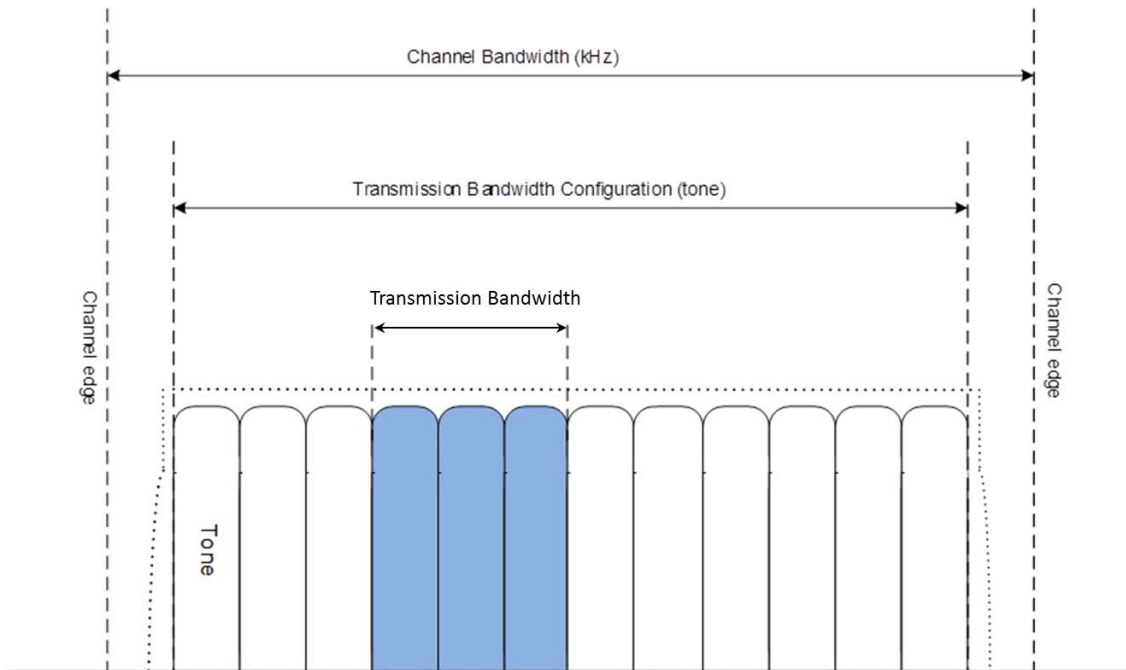 Channel Bandwidth (kHz)
Transmission Bandwidth Configuration (tone)
Transmission Bandwidth
Channel edge
Channel edge
Tone